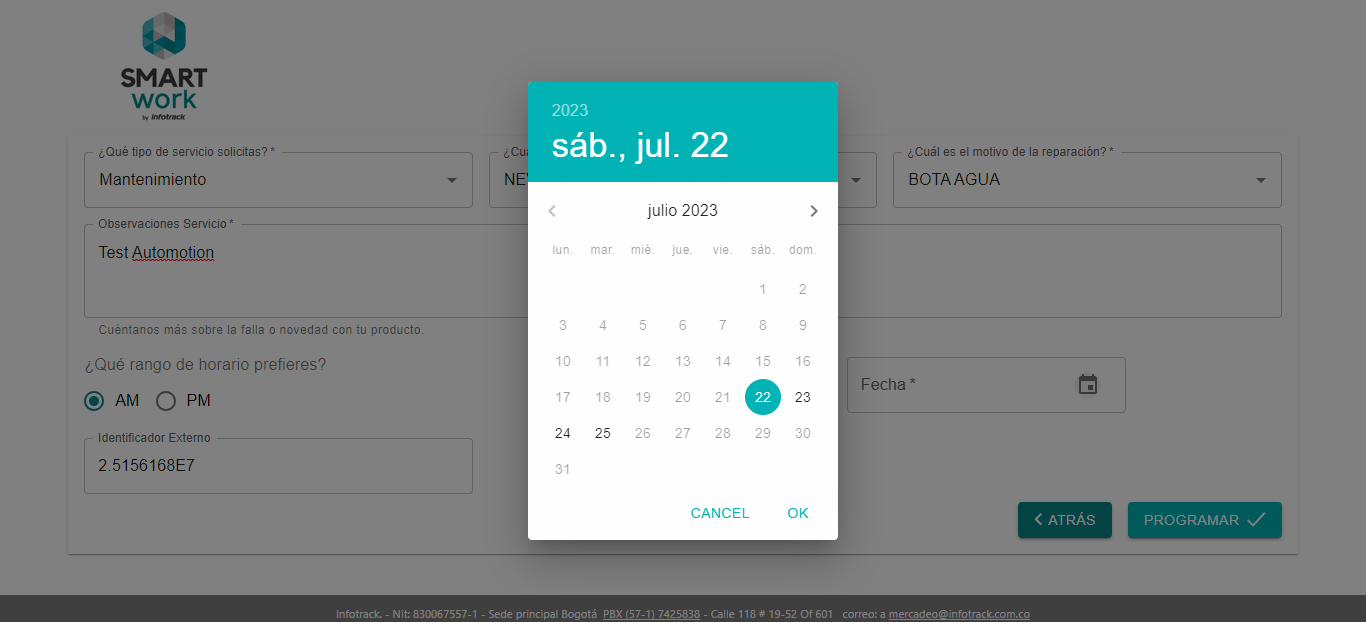 SMART
work
by infotrack
¿Qué tipo de servicio solicitas? *
Mantenimiento
¿Cuá
NE
¿Cuál es el motivo de la reparación? *
BOTA AGUA
Observaciones Servicio *
Test Automotion
Cuéntanos más sobre la falla o novedad con tu producto.
¿Qué rango de horario prefieres?
AM PM
Fecha *
Identificador Externo
2.5156168E7
2023
sáb., jul. 22
julio 2023
lun. mar. mié. jue. vie. sáb. dom.
1 2
3 4 5 6 7 8 9
10 11 12 13 14 15 16
17 18 19 20 21 22 23
24 25 26 27 28 29 30
31
CANCEL OK
ATRÁS PROGRAMAR
Infotrack. - Nit: 830067557-1 - Sede principal Bogotá PBX (57-1) 7425838 - Calle 118 # 19-52 Of 601 correo: a mercadeo@infotrack.com.co